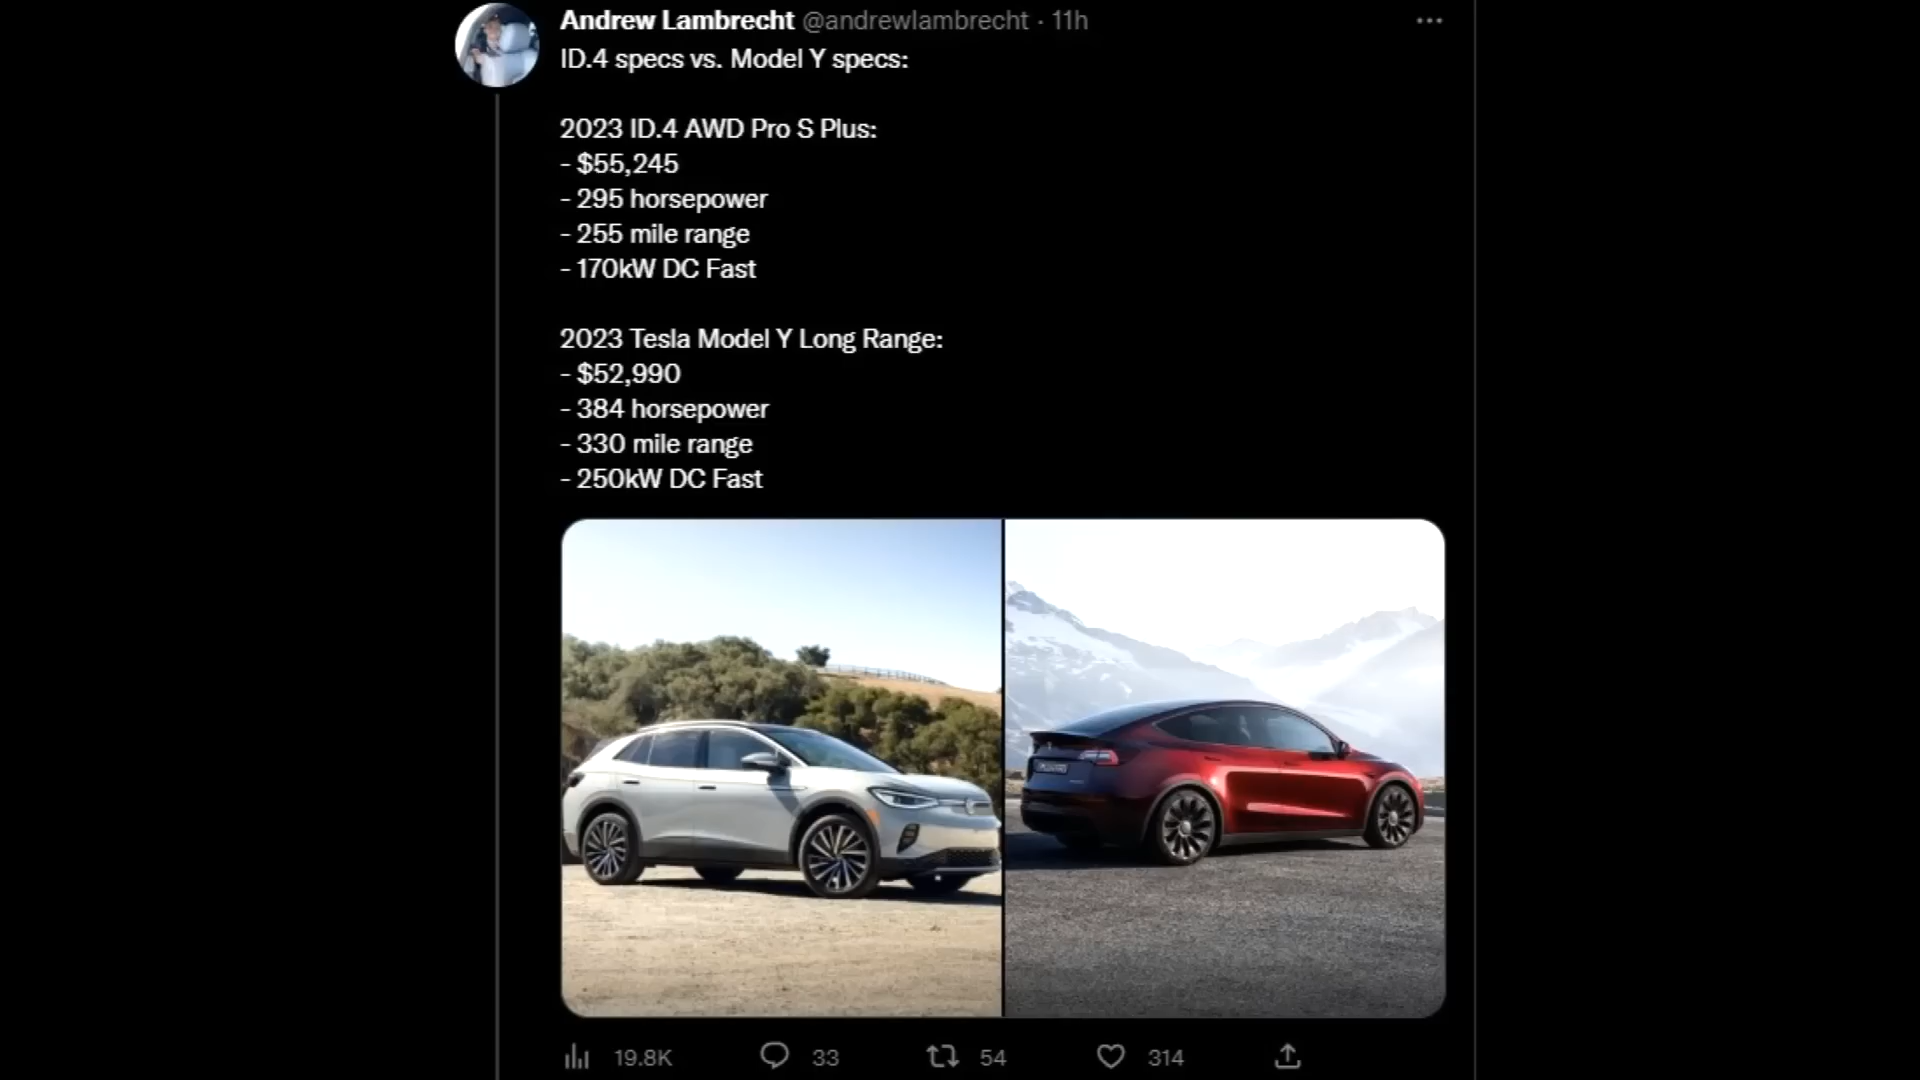 Andrew Lambrecht @andrewlambrecht · 11h
ID.4 specs vs. Model Y specs:
2023 ID.4 AWD Pro S Plus:
- $55,245
- 295 horsepower
- 255 mile range
- 170kW DC Fast
2023 Tesla Model Y Long Range:
- $52,990
- 384 horsepower
- 330 mile range
- 250kW DC Fast
19.8K 33 54 314